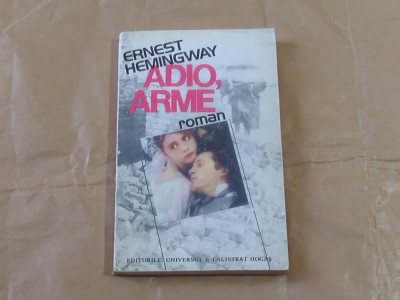 ERNEST
HEMINGWAY
ADIO,
ARME
roman
EDITURILE: UNIVERSUL & CALISTRAT HOGAȘ